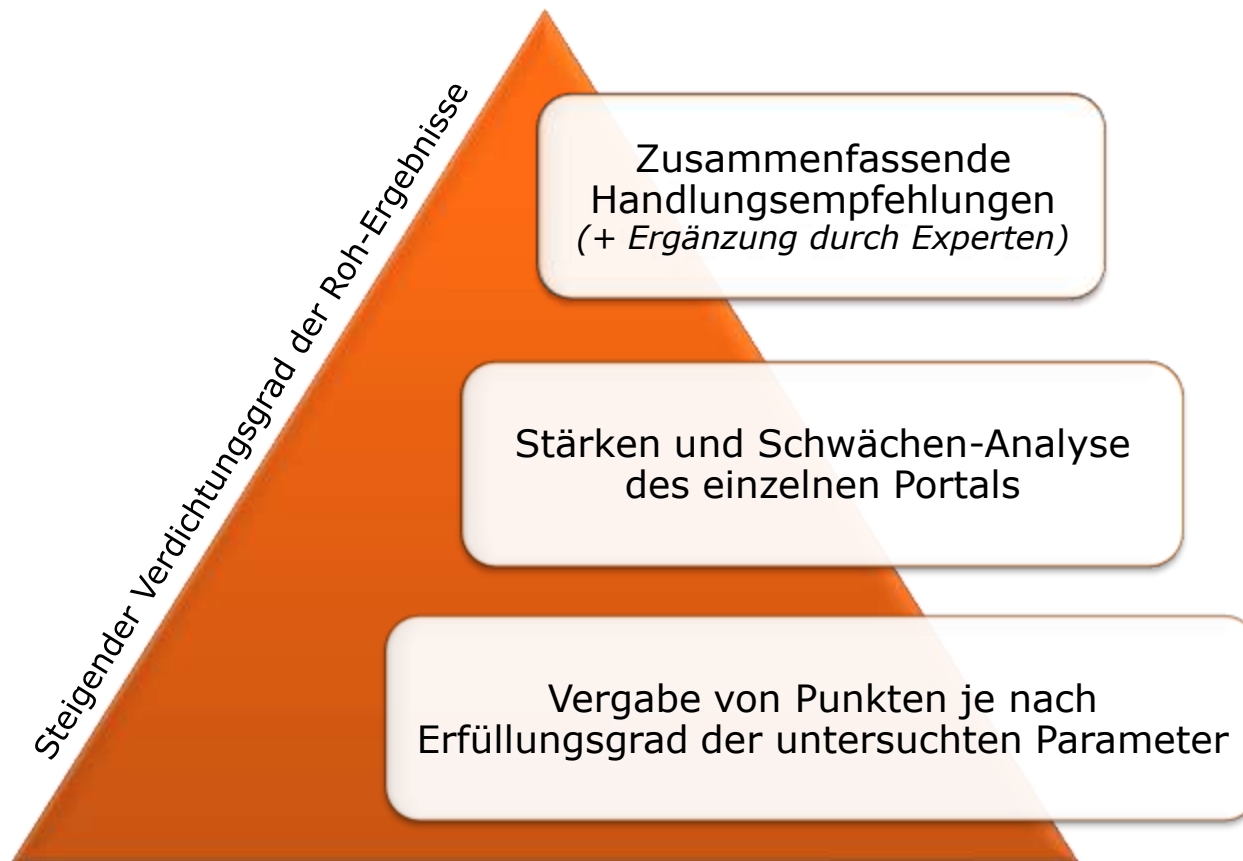 Steigender Verdichtungsgrad der Roh-Ergebnisse
Zusammenfassende
Handlungsempfehlungen
(+ Ergänzung durch Experten)
Stärken und Schwächen-Analyse
des einzelnen Portals
Vergabe von Punkten je nach
Erfüllungsgrad der untersuchten Parameter